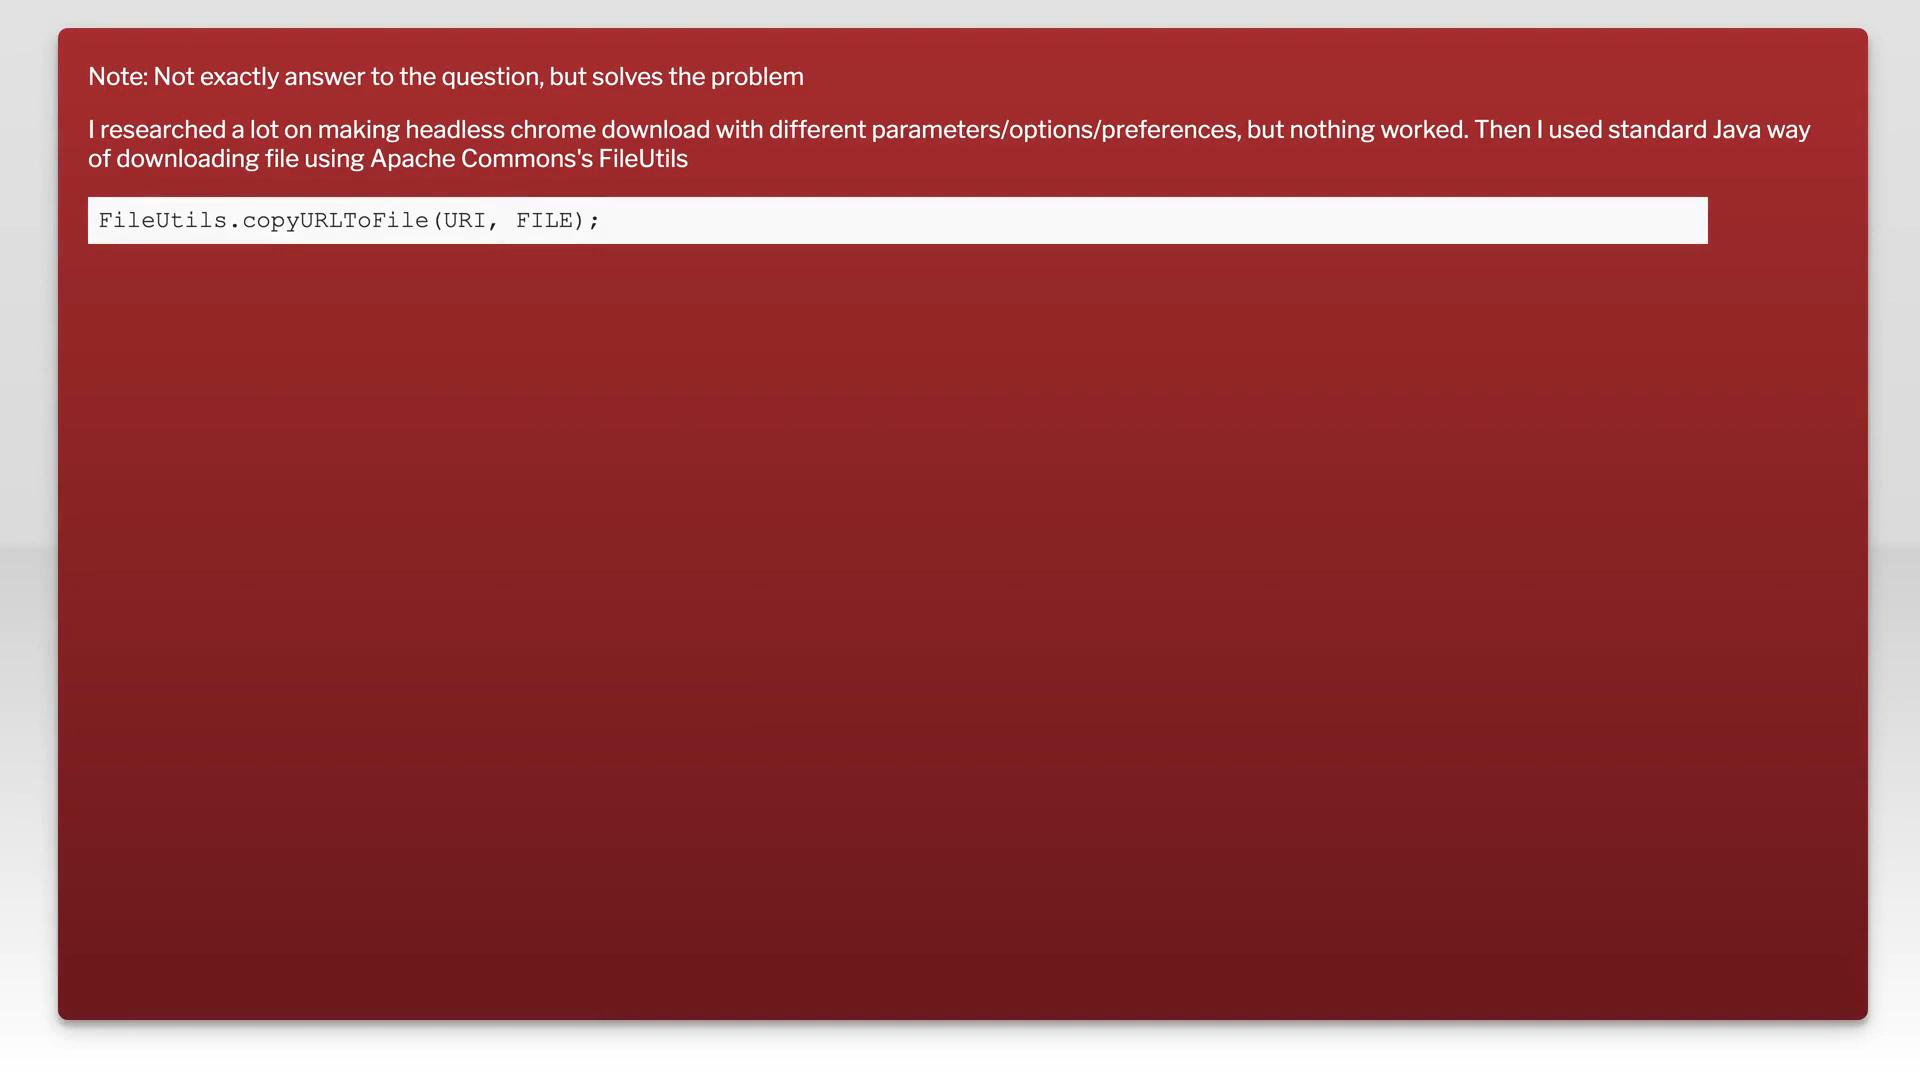 Note: Not exactly answer to the question, but solves the problem
I researched a lot on making headless chrome download with different parameters/options/preferences, but nothing worked. Then I used standard Java way
of downloading file using Apache Commons's FileUtils
FileUtils.copyURLToFile(URI, FILE);